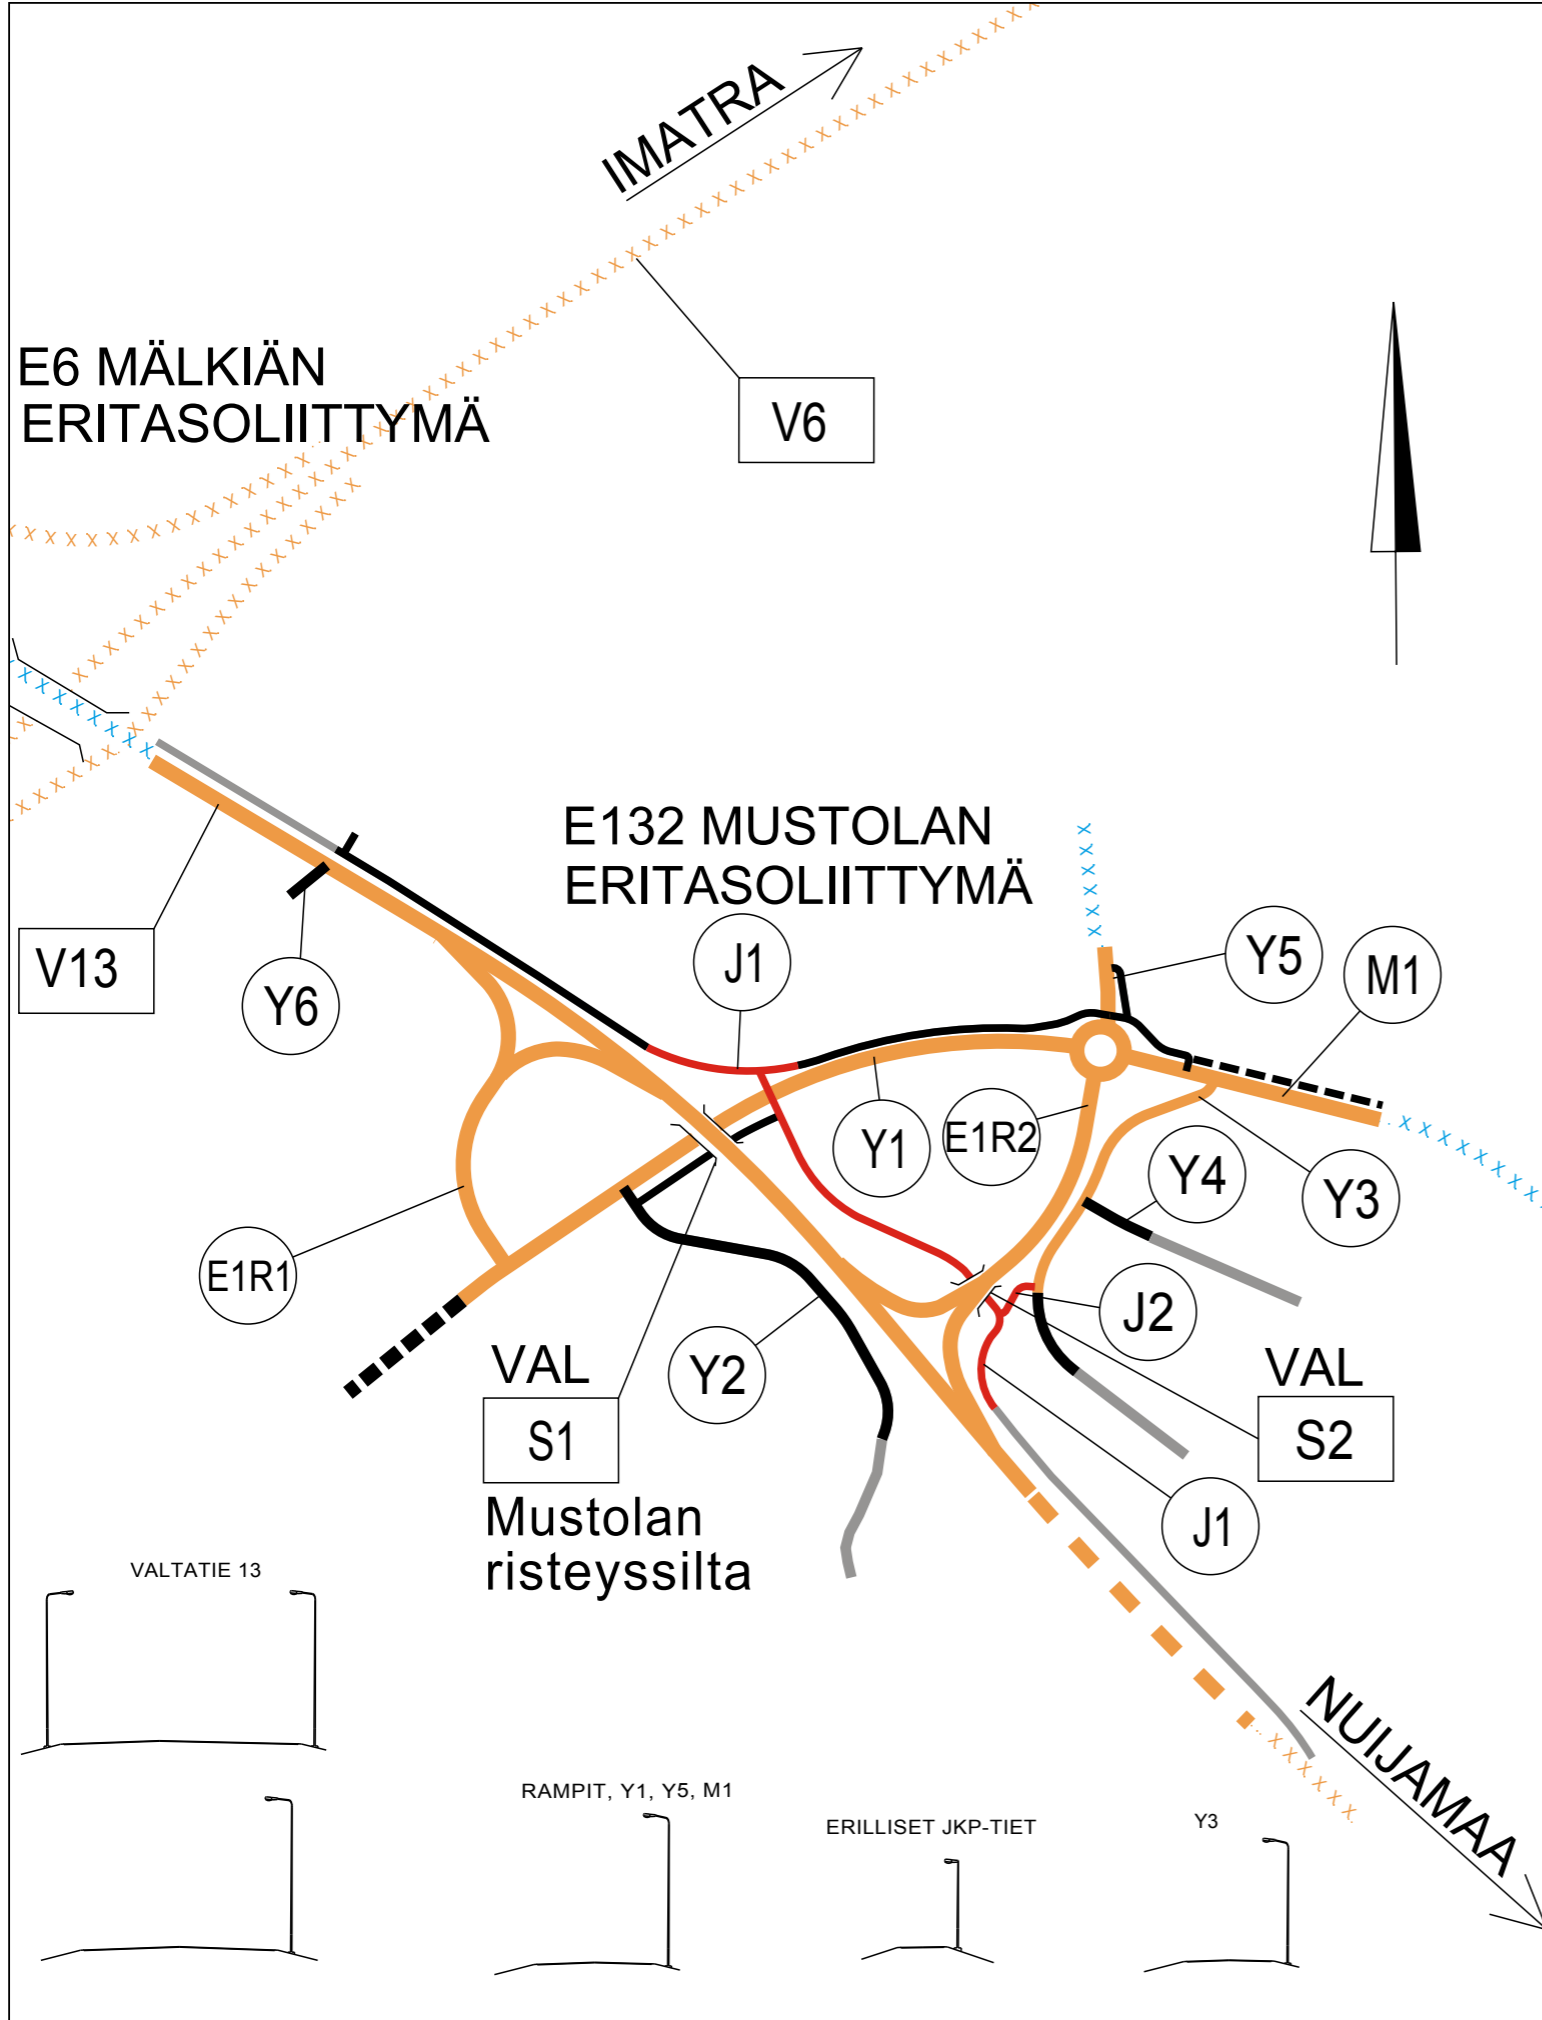 IMATRA
E6 MÄLKIÄN
ERITASOLIITTYMÄ
V6
E132 MUSTOLAN
ERITASOLIITTYMÄ
V13
Y6
J1
Y5
M1
Y1
E1R2
Y4
Y3
E1R1
J2
VAL
S1
Mustolan
risteyssilta
Y2
VAL
S2
J1
NUIJAMAA
VALTATIE 13
RAMPIT, Y1, Y5, M1
ERILLISET JKP-TIET
Y3